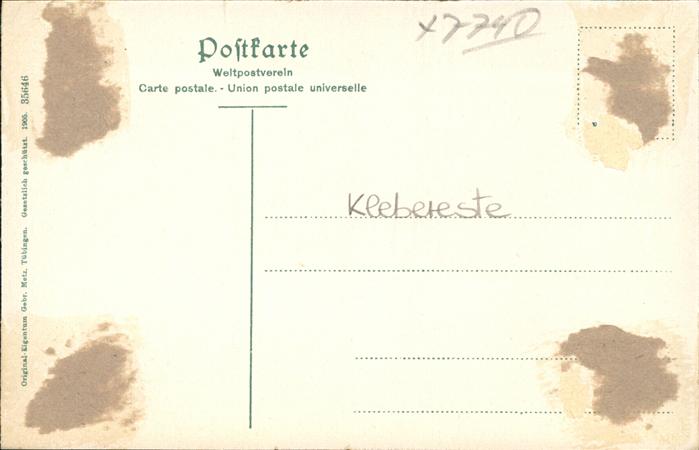 x7740
Postkarte
Weltpostverein
Carte postale. - Union postale universelle
Klebereste
Original-Eigentum Gebr. Metz, Tübingen. Gesetzlich geschützt. 1905. 35646